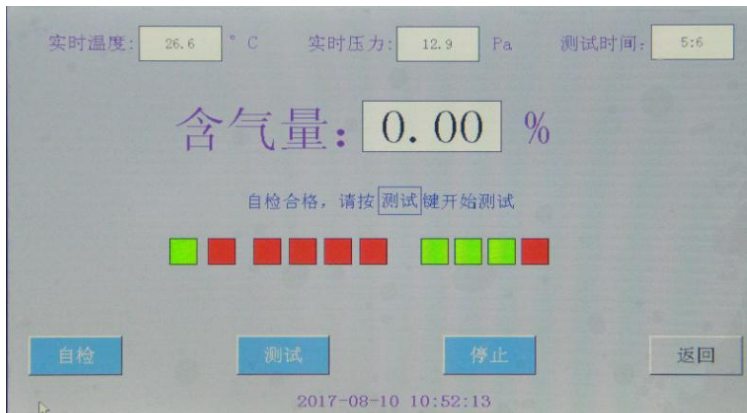 实时温度: 26.6 °C 实时压力: 12.9 Pa 测试时间: 5:6
含气量: 0.00 %
自检合格，请按测试键开始测试
自检 测试 停止 返回
2017-08-10 10:52:13